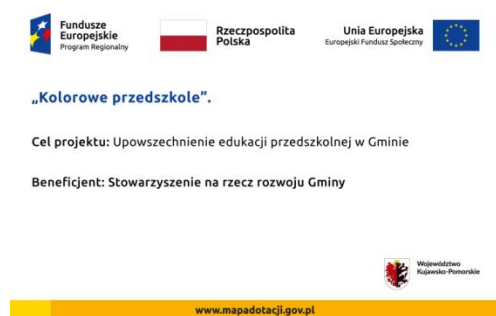 Fundusze
Europejskie
Program Regionalny
Rzeczpospolita
Polska
Unia Europejska
Europejski Fundusz Społeczny
„Kolorowe przedszkole”.
Cel projektu: Upowszechnienie edukacji przedszkolnej w Gminie
Beneficjent: Stowarzyszenie na rzecz rozwoju Gminy
Województwo
Kujawsko-Pomorskie
www.mapadotacji.gov.pl